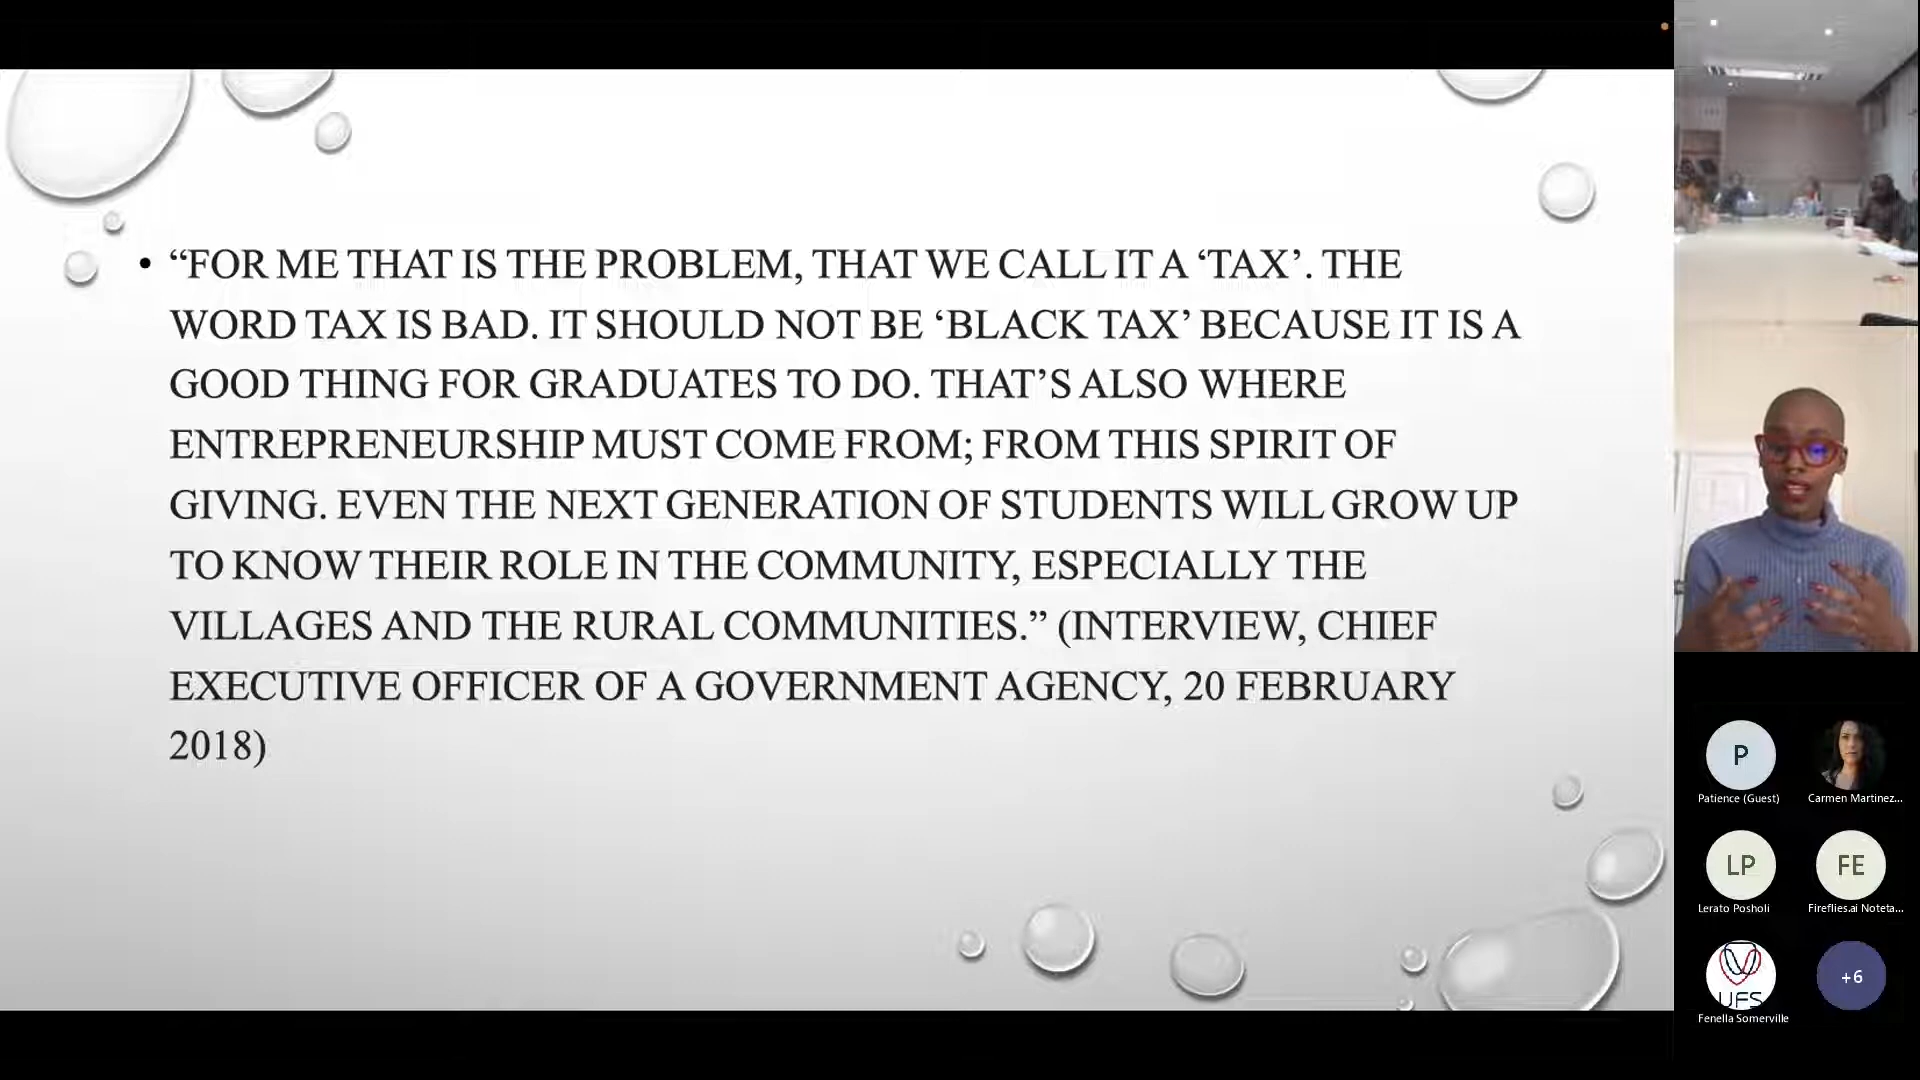 • “FOR ME THAT IS THE PROBLEM, THAT WE CALL IT A ‘TAX’. THE
WORD TAX IS BAD. IT SHOULD NOT BE ‘BLACK TAX’ BECAUSE IT IS A
GOOD THING FOR GRADUATES TO DO. THAT’S ALSO WHERE
ENTREPRENEURSHIP MUST COME FROM; FROM THIS SPIRIT OF
GIVING. EVEN THE NEXT GENERATION OF STUDENTS WILL GROW UP
TO KNOW THEIR ROLE IN THE COMMUNITY, ESPECIALLY THE
VILLAGES AND THE RURAL COMMUNITIES.” (INTERVIEW, CHIEF
EXECUTIVE OFFICER OF A GOVERNMENT AGENCY, 20 FEBRUARY
2018)
P
Patience (Guest)
Carmen Martinez...
LP
Lerato Posholi
FE
Fireflies.ai Noteta...
UFS
Fenella Somerville
+6